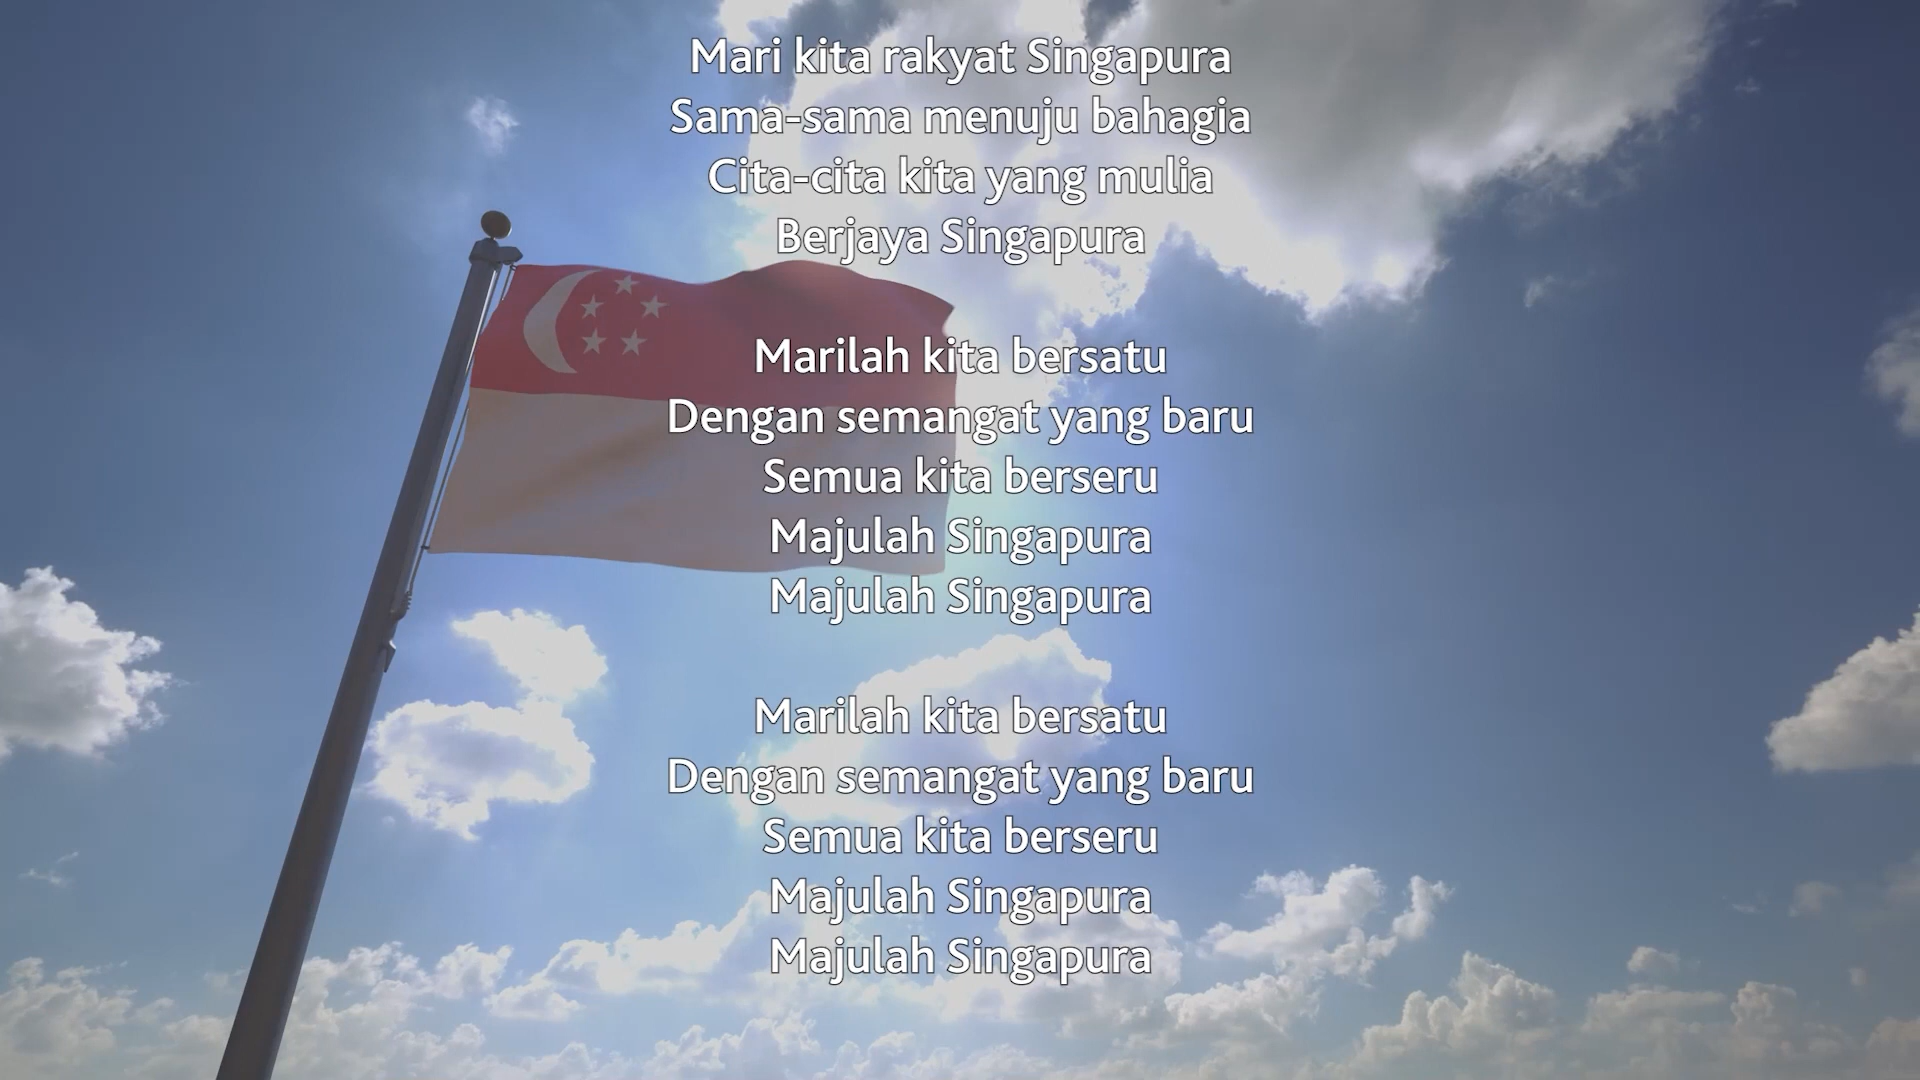 Mari kita rakyat Singapura
Sama-sama menuju bahagia
Cita-cita kita yang mulia
Berjaya Singapura
Marilah kita bersatu
Dengan semangat yang baru
Semua kita berseru
Majulah Singapura
Majulah Singapura
Marilah kita bersatu
Dengan semangat yang baru
Semua kita berseru
Majulah Singapura
Majulah Singapura